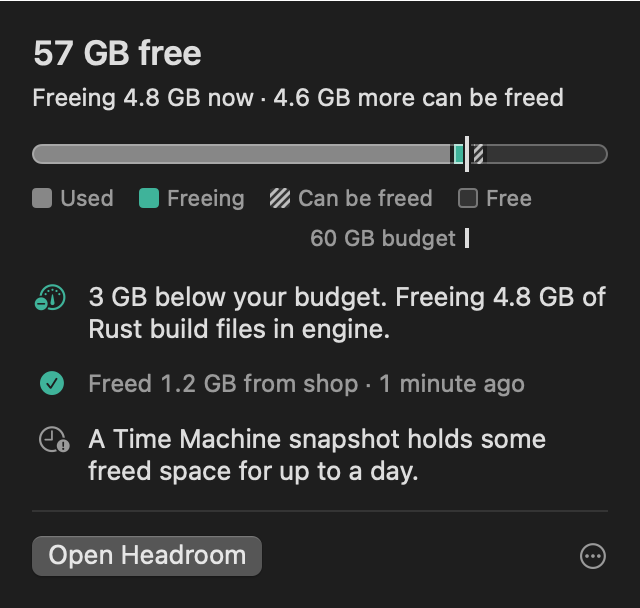 57 GB free
Freeing 4.8 GB now · 4.6 GB more can be freed
Used Freeing Can be freed Free
60 GB budget
3 GB below your budget. Freeing 4.8 GB of
Rust build files in engine.
Freed 1.2 GB from shop · 1 minute ago
A Time Machine snapshot holds some
freed space for up to a day.
Open Headroom